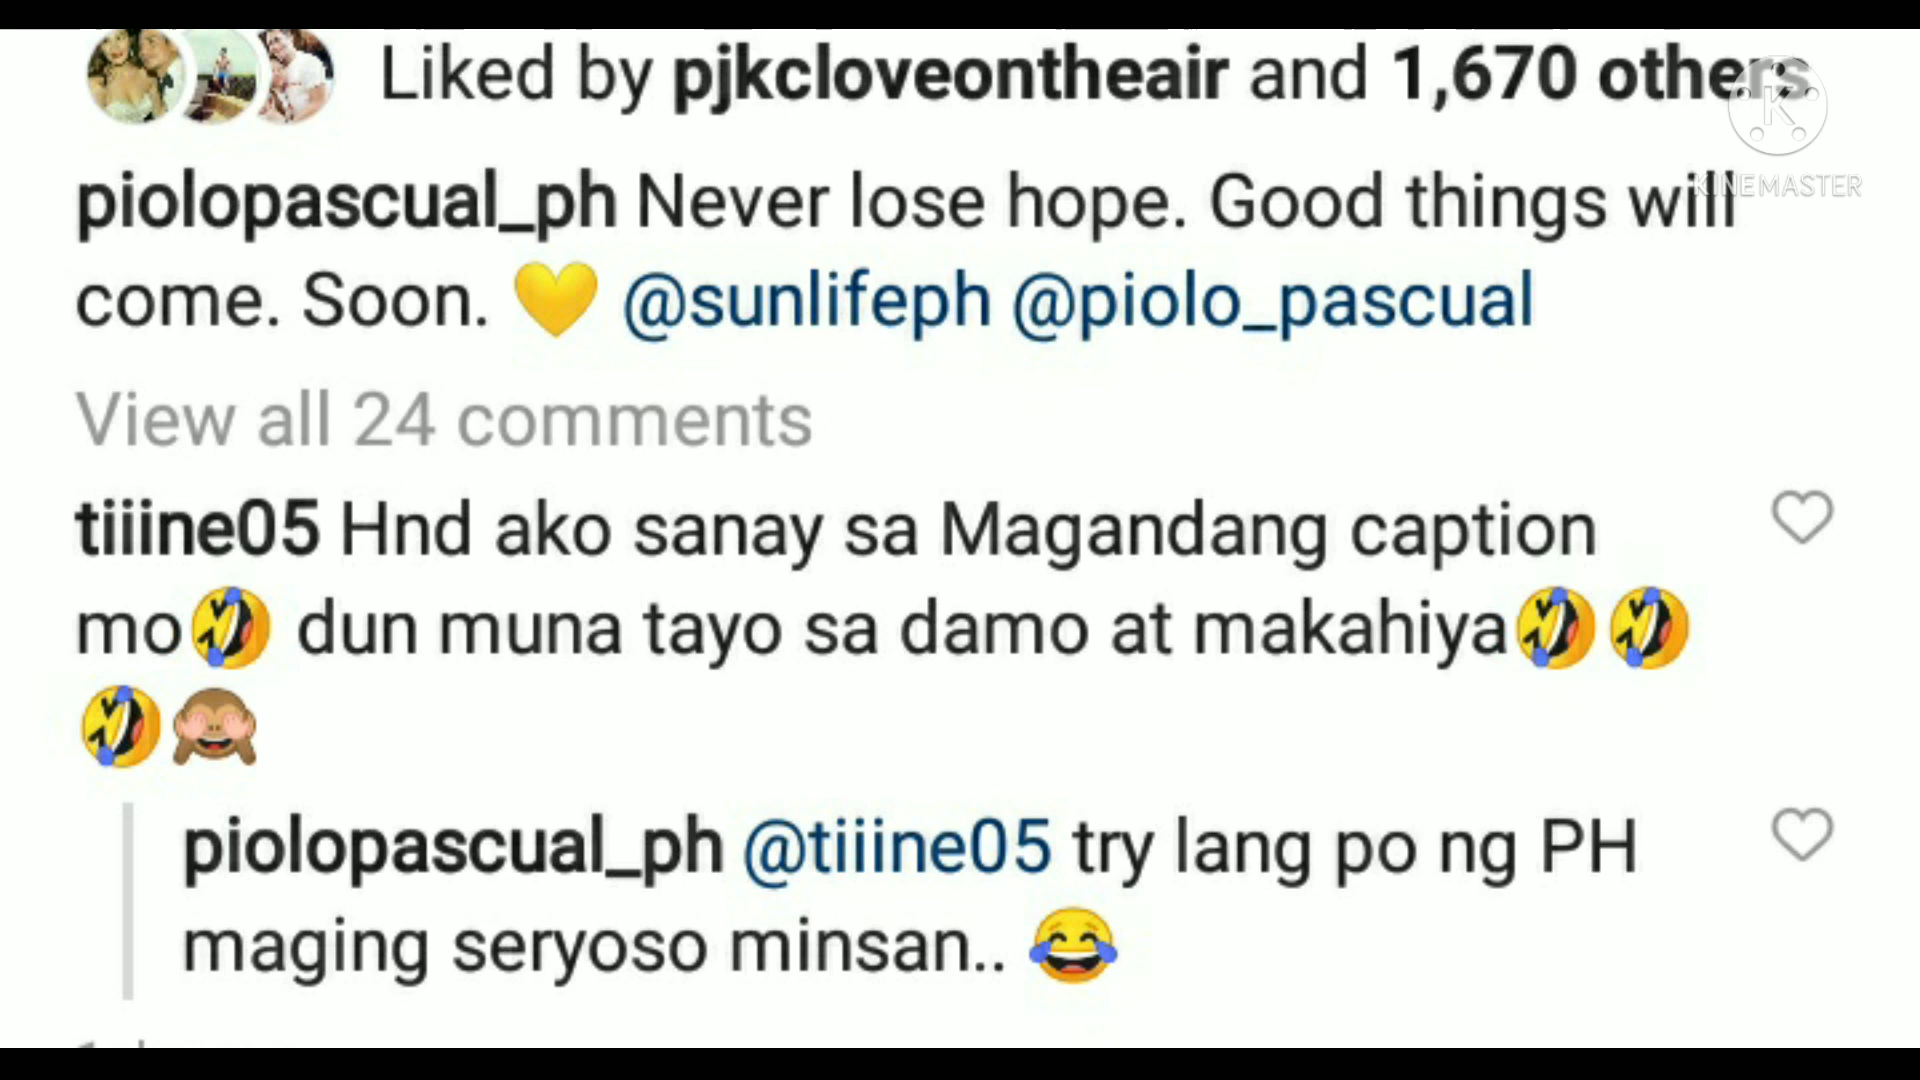 Liked by pjkcloveontheair and 1,670 others
piolopascual_ph Never lose hope. Good things will
come. Soon. 💛 @sunlifeph @piolo_pascual
View all 24 comments
tiiine05 Hnd ako sanay sa Magandang caption
mo🤣 dun muna tayo sa damo at makahiya🤣🤣
🤣🙈
piolopascual_ph @tiiine05 try lang po ng PH
maging seryoso minsan.. 😂
K
KINEMASTER